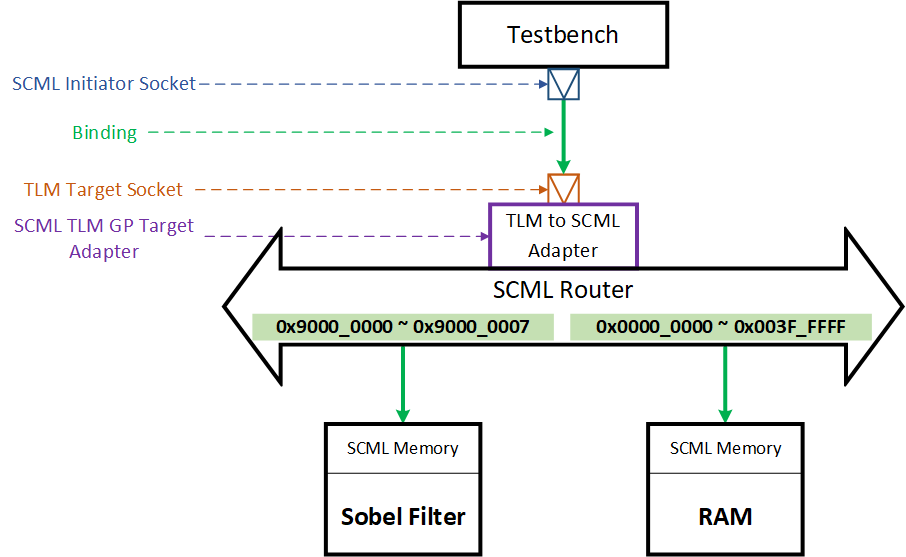 Testbench
SCML Initiator Socket
Binding
TLM Target Socket
SCML TLM GP Target
Adapter
TLM to SCML
Adapter
SCML Router
0x9000_0000 ~ 0x9000_0007
0x0000_0000 ~ 0x003F_FFFF
SCML Memory
Sobel Filter
SCML Memory
RAM